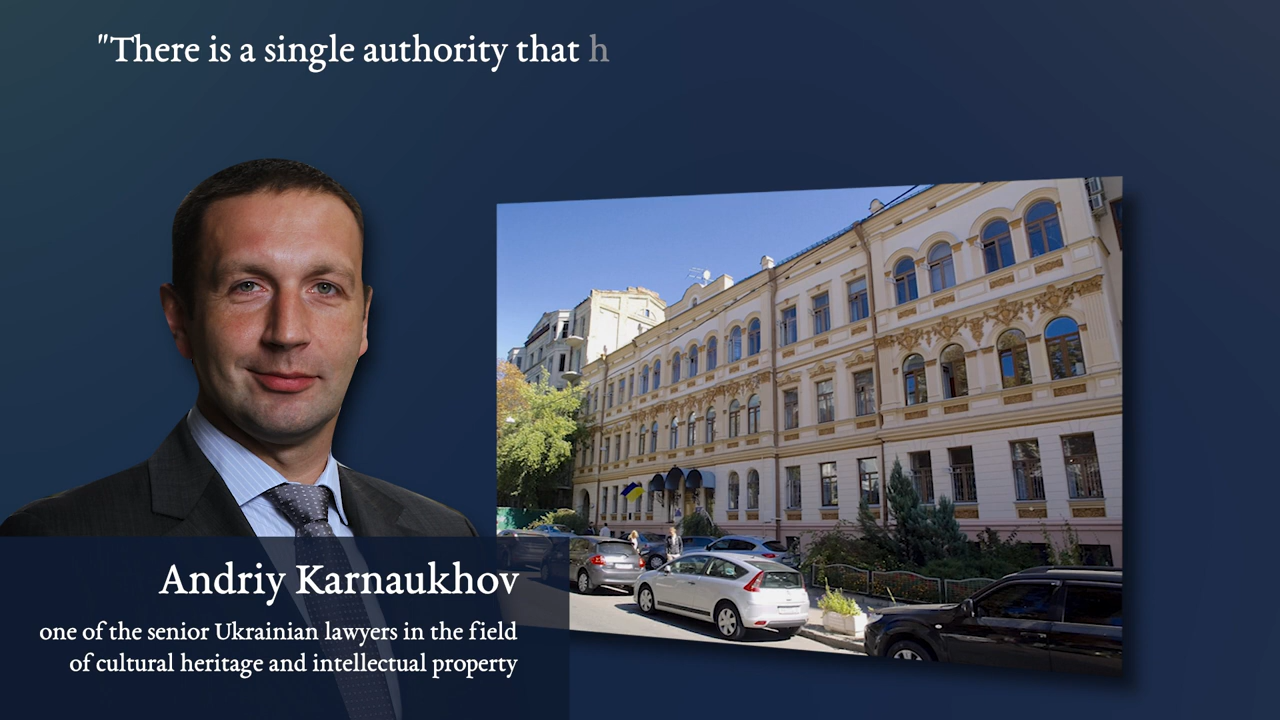 "There is a single authority that h
Andriy Karnaukhov
one of the senior Ukrainian lawyers in the field
of cultural heritage and intellectual property